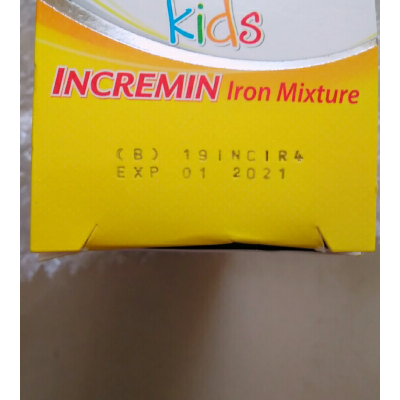 kids
INCREMIN Iron Mixture
(B) 19INCIR4
EXP 01 2021